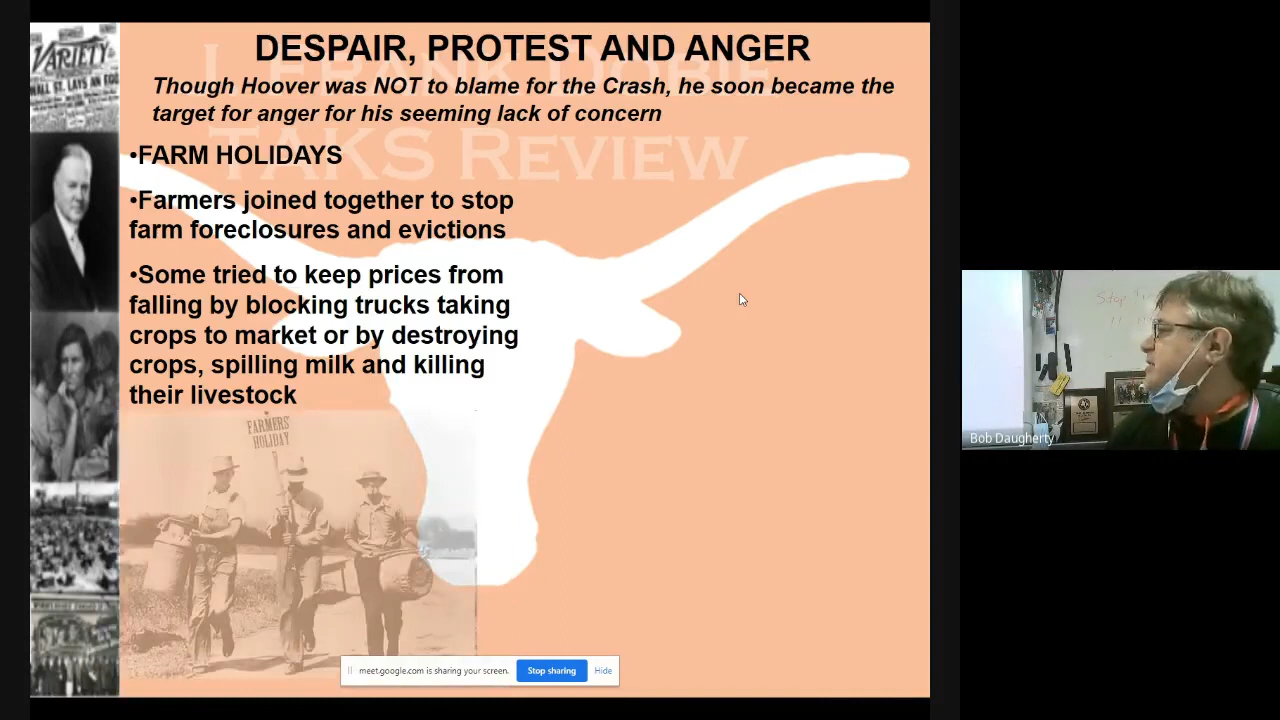 VARIETY
WALL ST. LAYS AN EGG
J. FRANK DOBIE
TAKS REVIEW
DESPAIR, PROTEST AND ANGER
Though Hoover was NOT to blame for the Crash, he soon became the
target for anger for his seeming lack of concern
•FARM HOLIDAYS
•Farmers joined together to stop
farm foreclosures and evictions
•Some tried to keep prices from
falling by blocking trucks taking
crops to market or by destroying
crops, spilling milk and killing
their livestock
FARMERS
HOLIDAY
meet.google.com is sharing your screen.
Stop sharing
Hide
Stop
Bob Daugherty